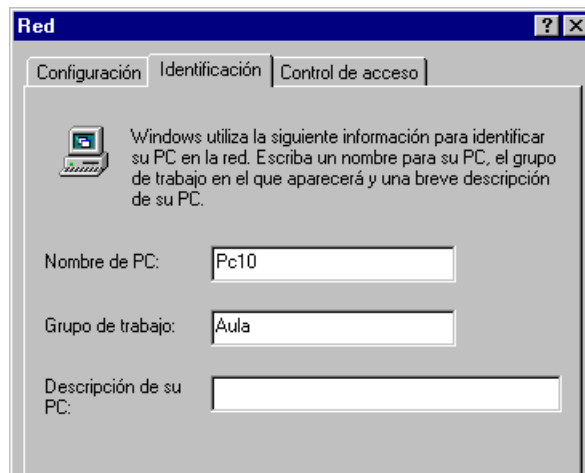 Red
Configuración Identificación Control de acceso
Windows utiliza la siguiente información para identificar
su PC en la red. Escriba un nombre para su PC, el grupo
de trabajo en el que aparecerá y una breve descripción
de su PC.
Nombre de PC: Pc10
Grupo de trabajo: Aula
Descripción de su
PC: